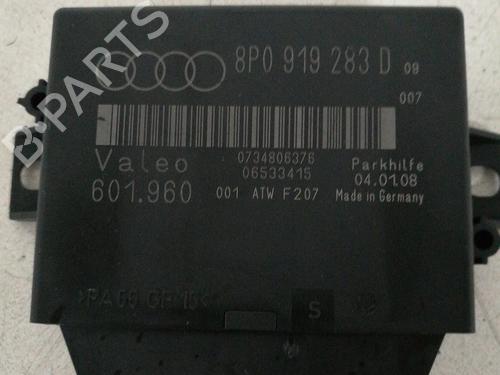 8P0 919 283 D 09
007
Valeo
601.960
0734806376
06533415
001 ATW F207
Parkhilfe
04.01.08
Made in Germany
S
B-PARTS